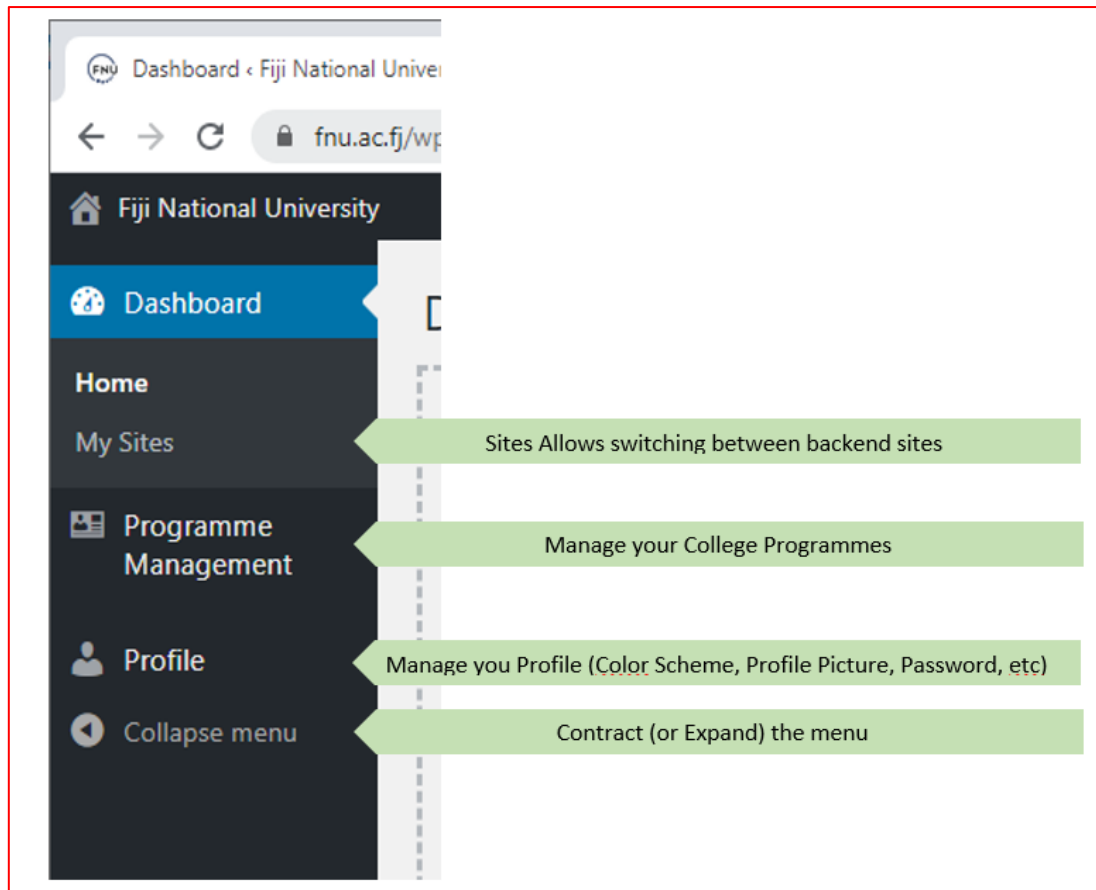 FNU Dashboard ‹ Fiji National Univer
fnu.ac.fj/wp
Fiji National University
Dashboard
D
Home
My Sites
Sites Allows switching between backend sites
Programme
Management
Manage your College Programmes
Profile
Manage you Profile (Color Scheme, Profile Picture, Password, etc)
Collapse menu
Contract (or Expand) the menu